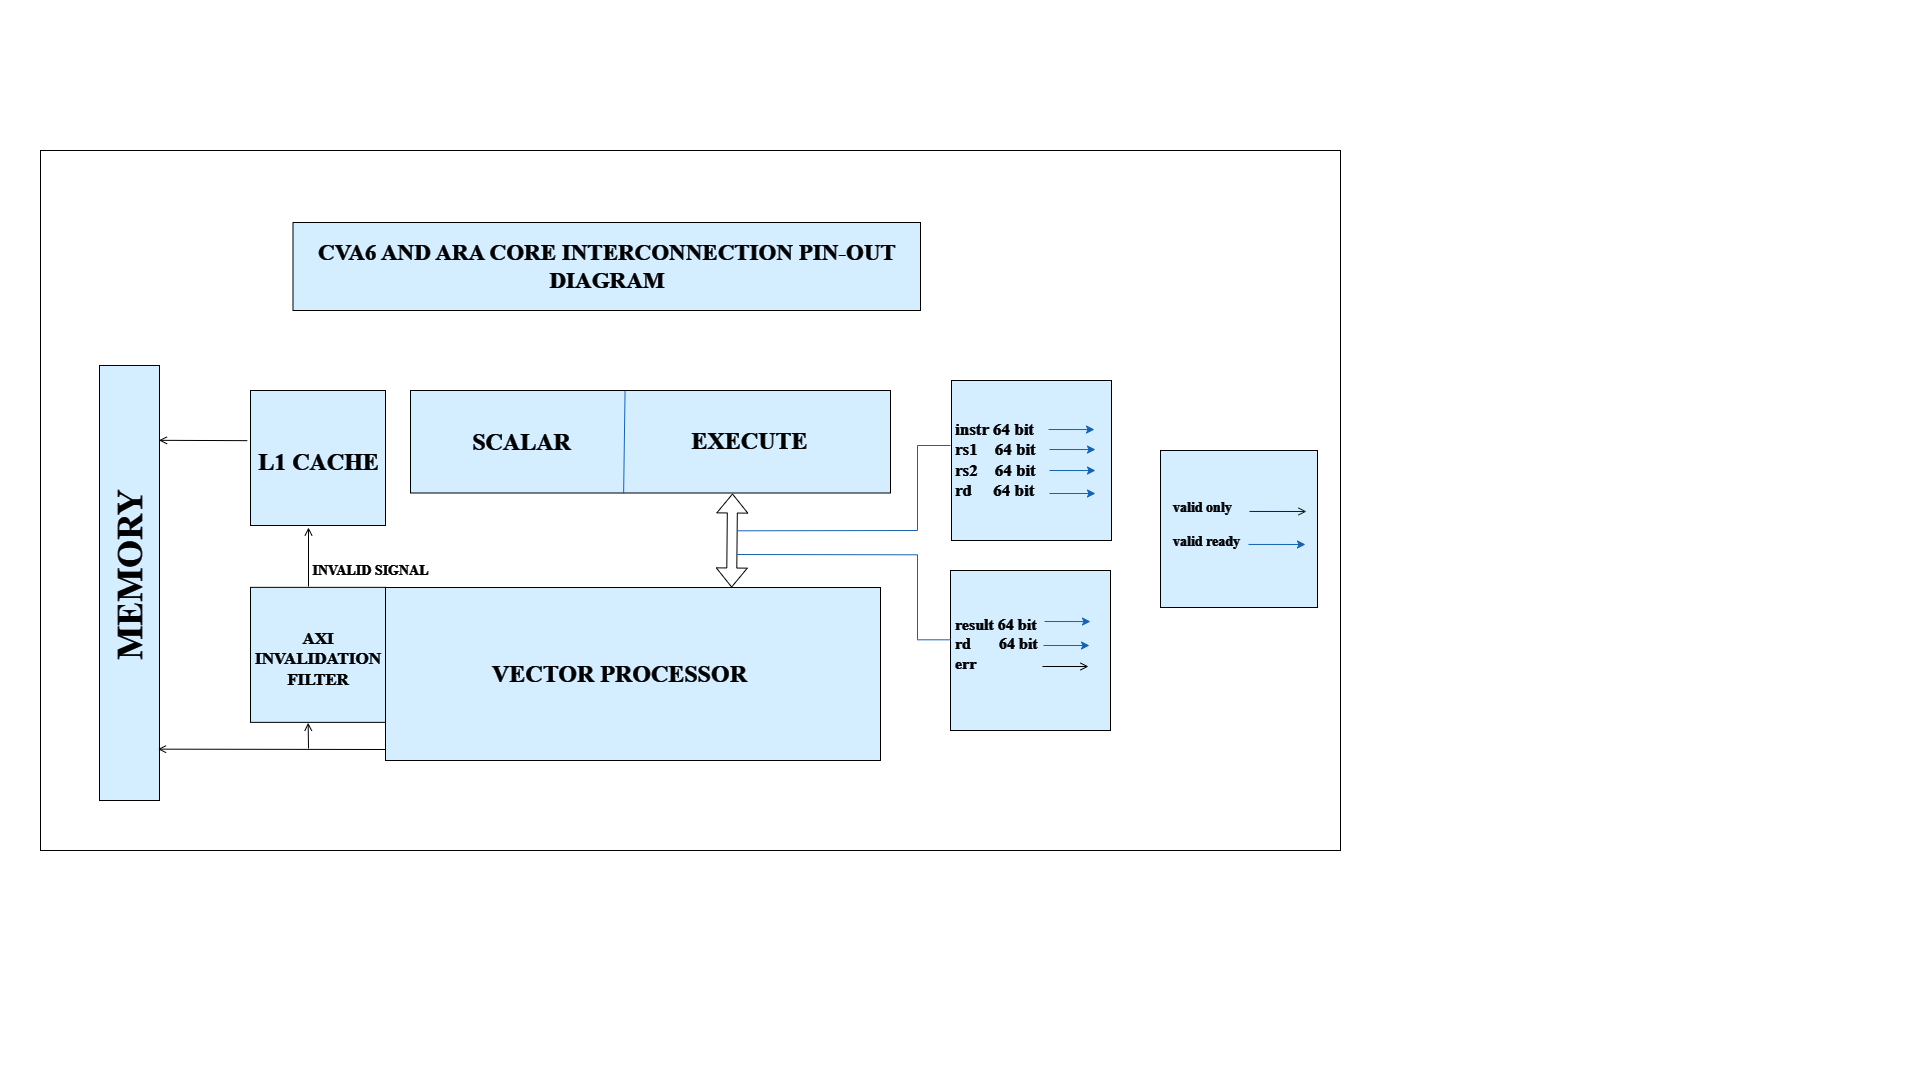 CVA6 AND ARA CORE INTERCONNECTION PIN-OUT
DIAGRAM
MEMORY
L1 CACHE
SCALAR
EXECUTE
INVALID SIGNAL
AXI
INVALIDATION
FILTER
VECTOR PROCESSOR
instr 64 bit
rs1 64 bit
rs2 64 bit
rd 64 bit
result 64 bit
rd 64 bit
err
valid only
valid ready